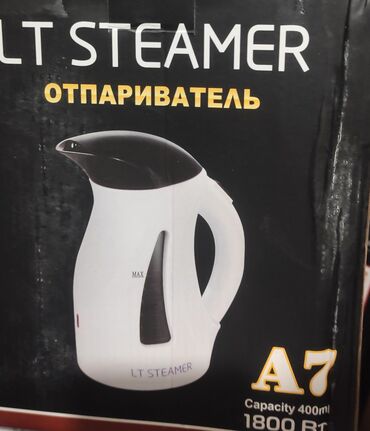 LT STEAMER
ОТПАРИВАТЕЛЬ
MAX
LT STEAMER
A7
Capacity 400ml
1800 Вт